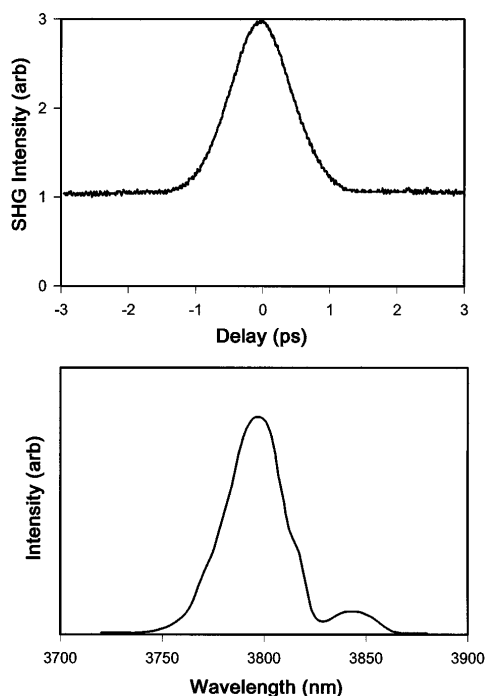 3
2
1
0
SHG Intensity (arb)
-3 -2 -1 0 1 2 3
Delay (ps)
Intensity (arb)
3700 3750 3800 3850 3900
Wavelength (nm)